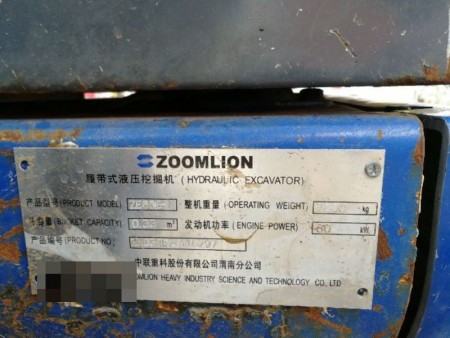 ZOOMLION
履带式液压挖掘机 (HYDRAULIC EXCAVATOR)
产品型号(PRODUCT MODEL) 整机重量(OPERATING WEIGHT) kg
斗容量(BUCKET CAPACITY) 0.33 m³ 发动机功率(ENGINE POWER) kW
产品编号(PRODUCT NO)
中联重科股份有限公司渭南分公司
HEAVY INDUSTRY SCIENCE AND TECHNOLOGY CO., LTD